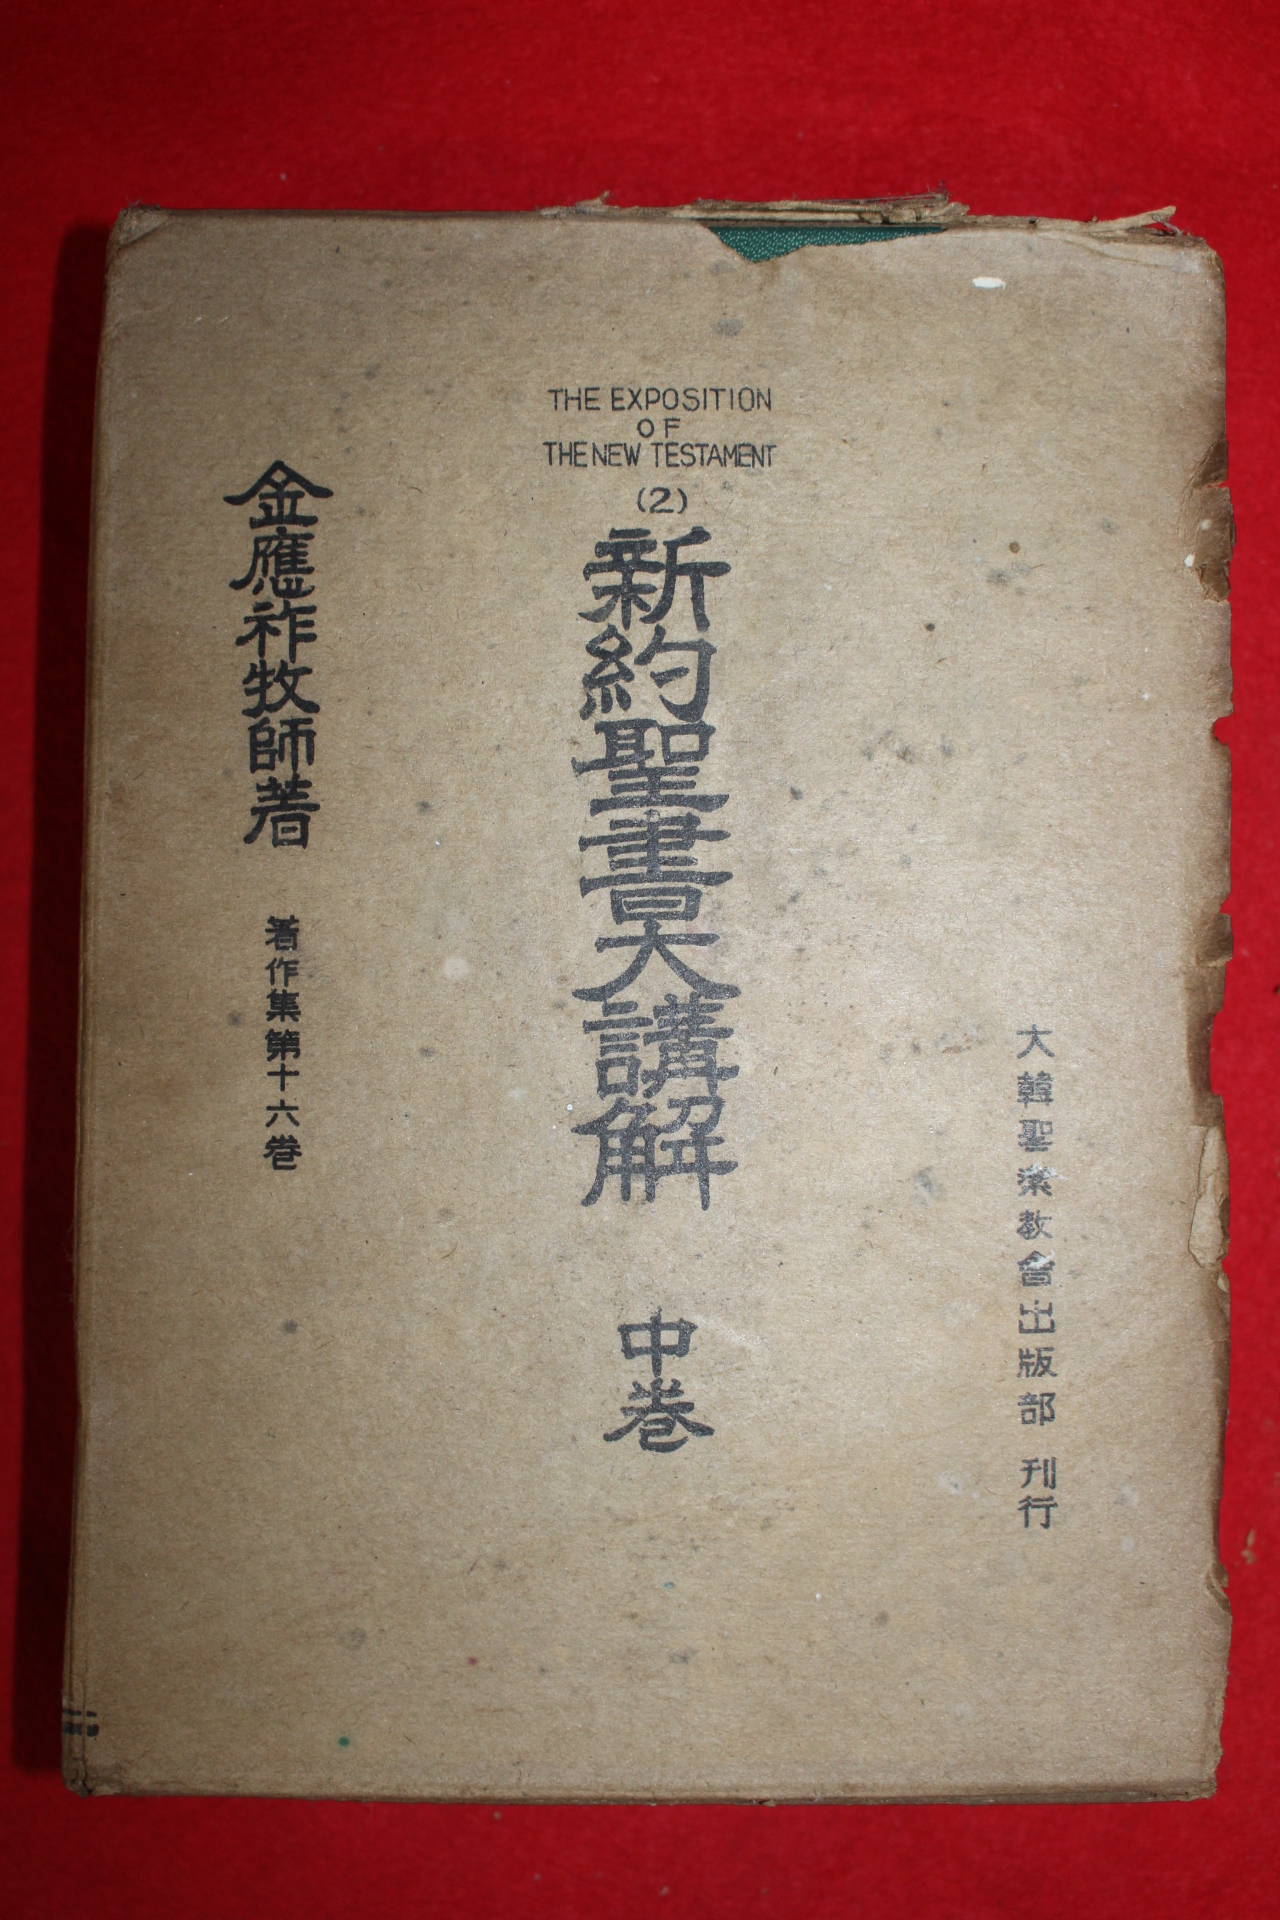 THE EXPOSITION
OF
THE NEW TESTAMENT
(2)
新約聖書大講解 中卷
金應祚牧師著 著作集第十六卷
大韓聖潔教會出版部 刊行